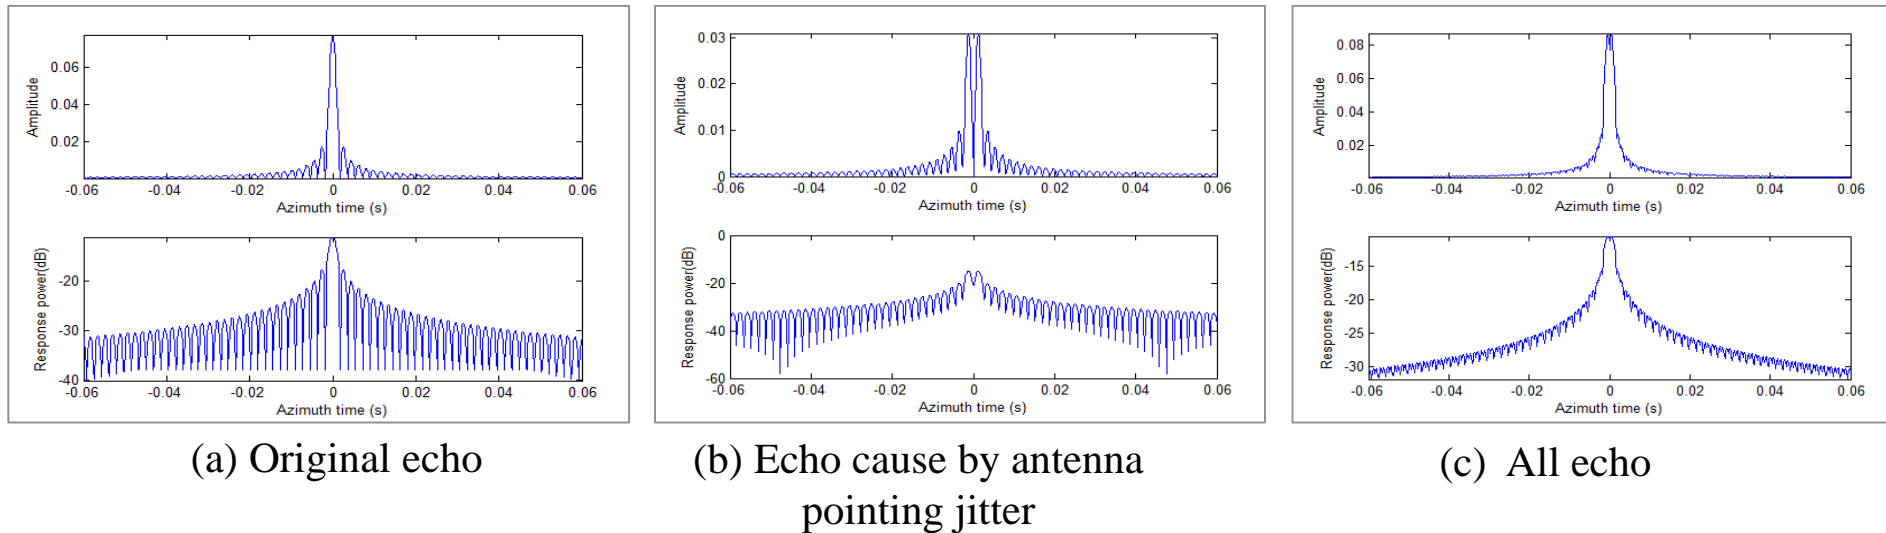 0.06
0.04
0.02
Amplitude
-0.06 -0.04 -0.02 0 0.02 0.04 0.06
Azimuth time (s)
-20
-30
-40
Response power(dB)
-0.06 -0.04 -0.02 0 0.02 0.04 0.06
Azimuth time (s)
(a) Original echo
0.03
0.02
0.01
0
Amplitude
-0.06 -0.04 -0.02 0 0.02 0.04 0.06
Azimuth time (s)
0
-20
-40
-60
Response power(dB)
-0.06 -0.04 -0.02 0 0.02 0.04 0.06
Azimuth time (s)
(b) Echo cause by antenna
pointing jitter
0.08
0.06
0.04
0.02
Amplitude
-0.06 -0.04 -0.02 0 0.02 0.04 0.06
Azimuth time (s)
-15
-20
-25
-30
Response power(dB)
-0.06 -0.04 -0.02 0 0.02 0.04 0.06
Azimuth time (s)
(c) All echo